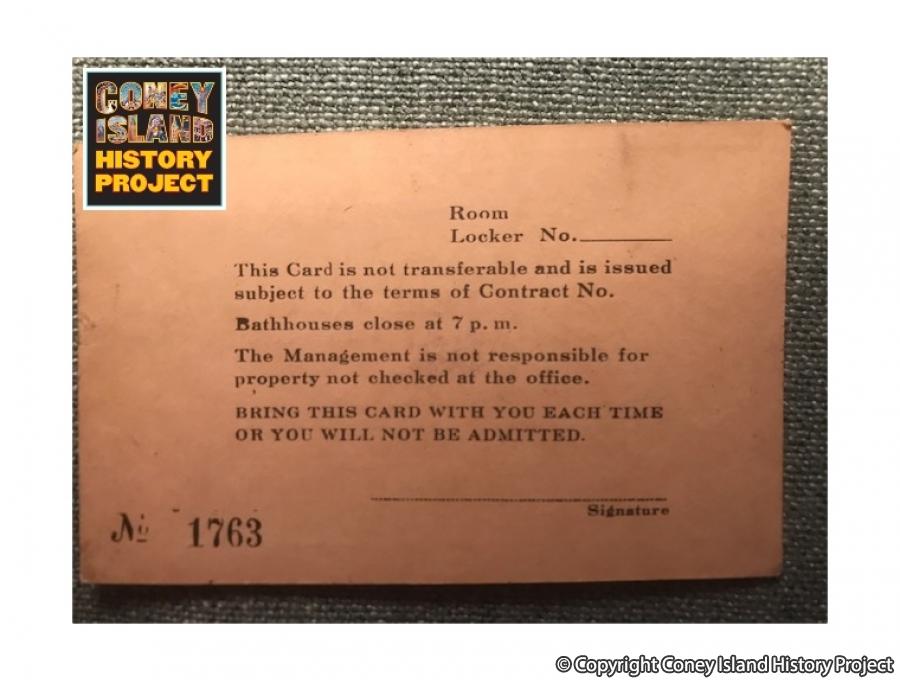 CONEY
ISLAND
HISTORY
PROJECT
Room
Locker No.
This Card is not transferable and is issued
subject to the terms of Contract No.
Bathhouses close at 7 p. m.
The Management is not responsible for
property not checked at the office.
BRING THIS CARD WITH YOU EACH TIME
OR YOU WILL NOT BE ADMITTED.
Signature
No 1763
© Copyright Coney Island History Project